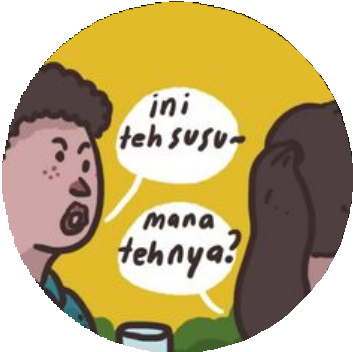 ini
teh susu~
mana
tehnya?